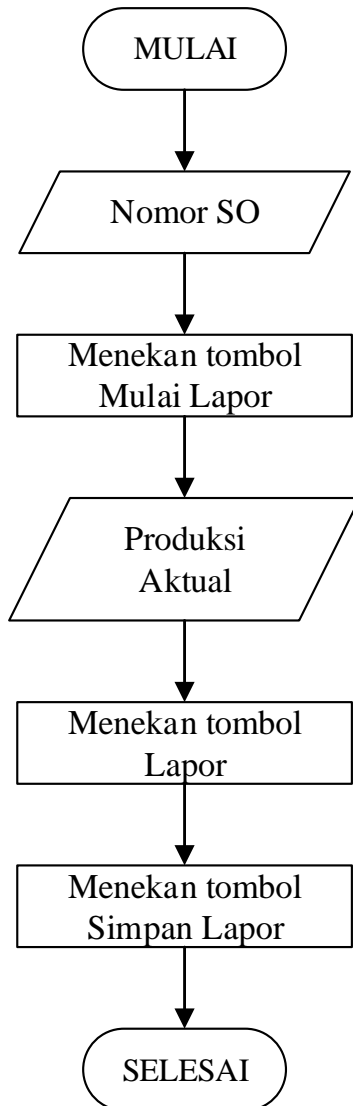 MULAI
Nomor SO
Menekan tombol
Mulai Lapor
Produksi
Aktual
Menekan tombol
Lapor
Menekan tombol
Simpan Lapor
SELESAI